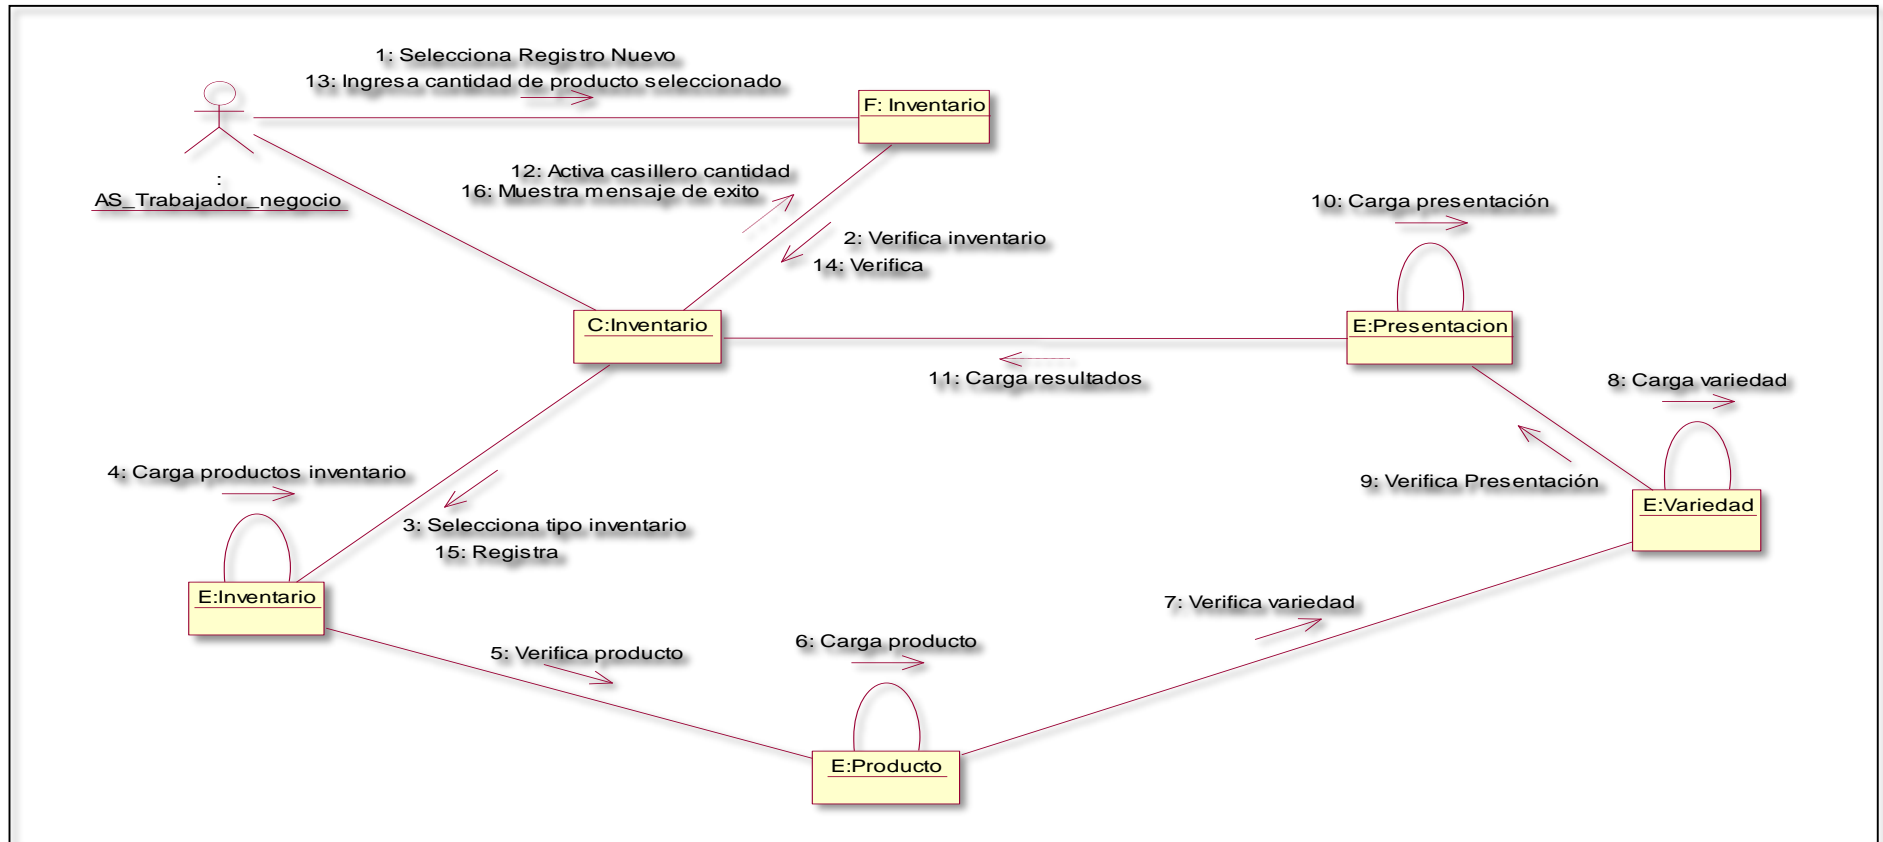 1: Selecciona Registro Nuevo
13: Ingresa cantidad de producto seleccionado
F: Inventario
:
AS_Trabajador_negocio
12: Activa casillero cantidad
16: Muestra mensaje de exito
2: Verifica inventario
14: Verifica
10: Carga presentación
C:Inventario
E:Presentacion
11: Carga resultados
8: Carga variedad
4: Carga productos inventario
9: Verifica Presentación
3: Selecciona tipo inventario
15: Registra
E:Variedad
E:Inventario
7: Verifica variedad
5: Verifica producto
6: Carga producto
E:Producto